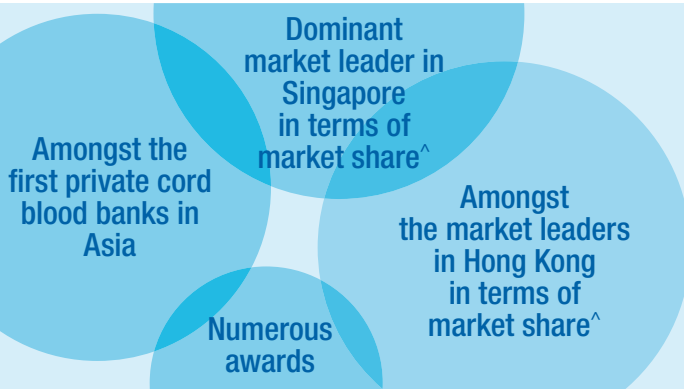 Dominant
market leader in
Singapore
in terms of
market share^
Amongst the
first private cord
blood banks in
Asia
Amongst
the market leaders
in Hong Kong
in terms of
market share^
Numerous
awards